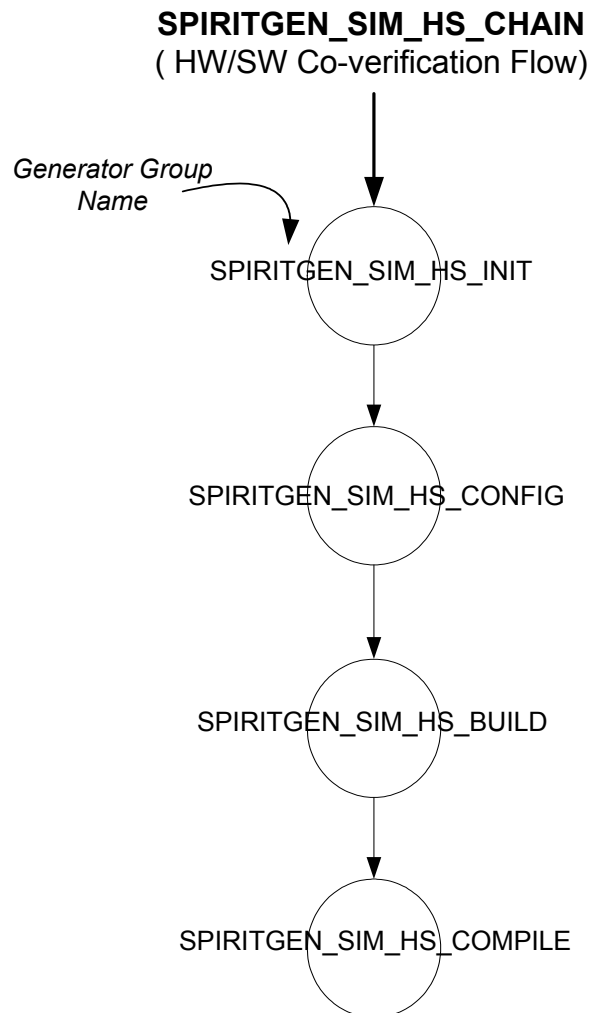 SPIRITGEN_SIM_HS_CHAIN
( HW/SW Co-verification Flow)
Generator Group
Name
SPIRITGEN_SIM_HS_INIT
SPIRITGEN_SIM_HS_CONFIG
SPIRITGEN_SIM_HS_BUILD
SPIRITGEN_SIM_HS_COMPILE